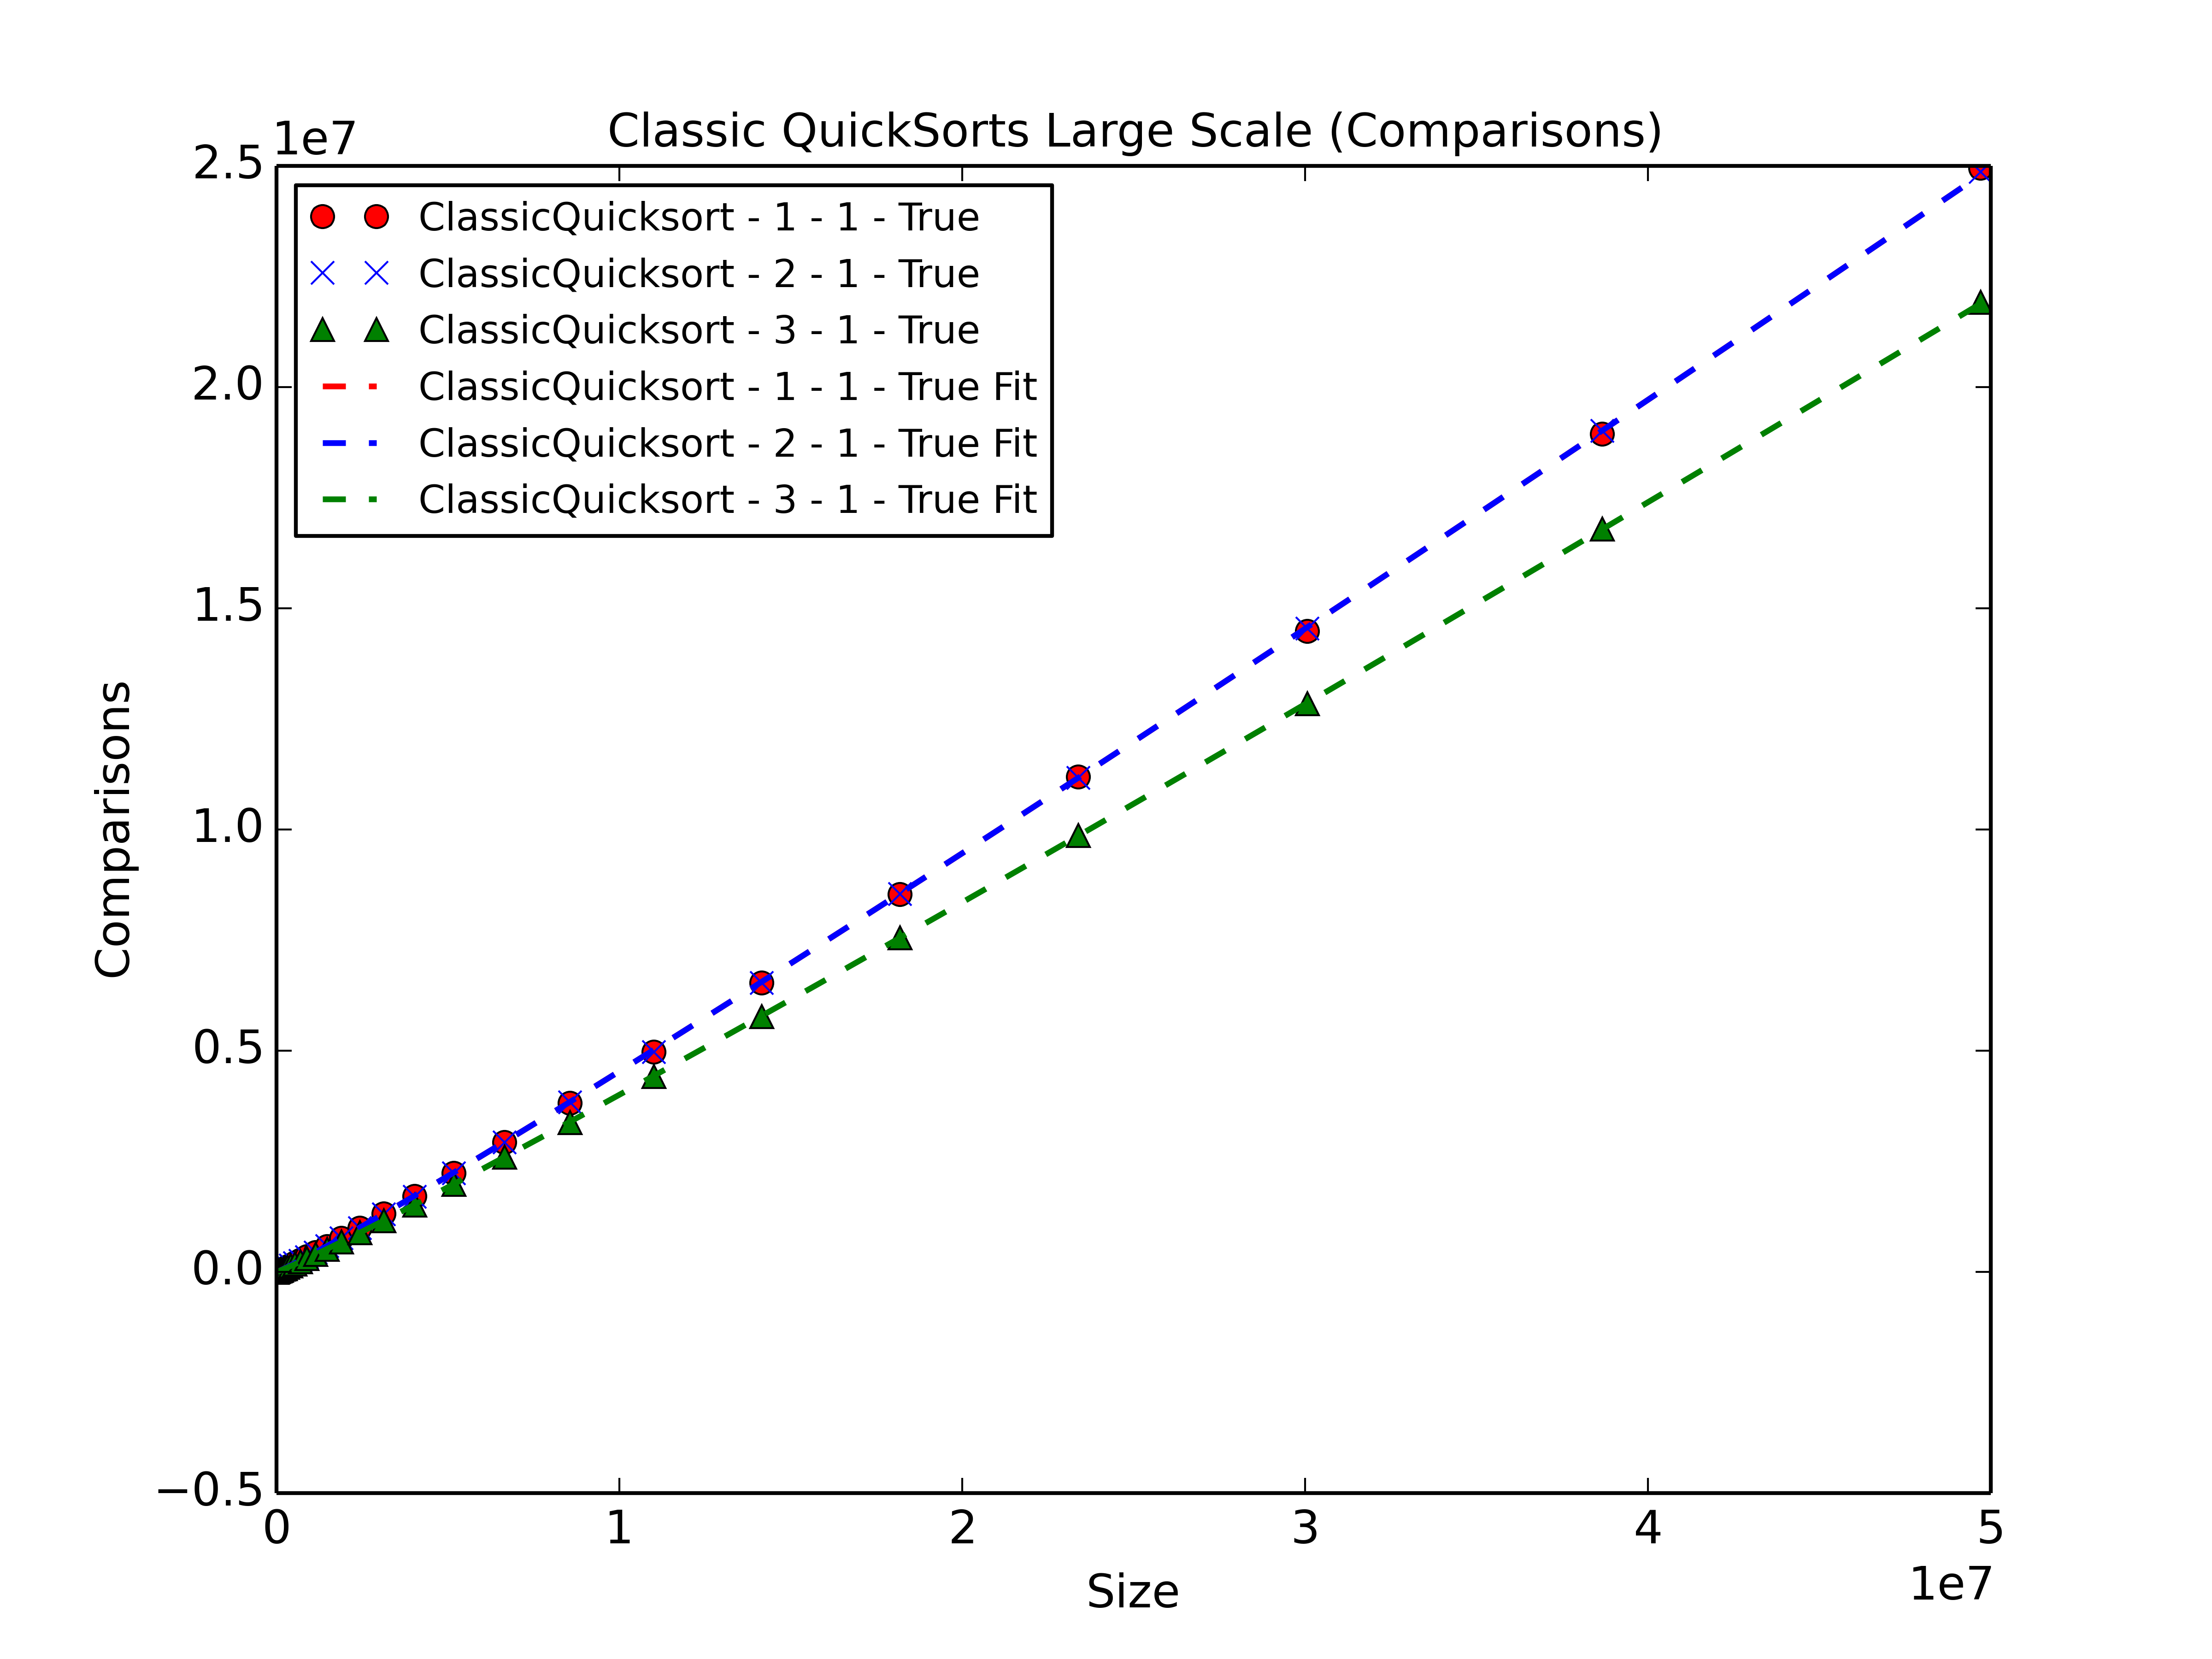 Classic QuickSorts Large Scale (Comparisons)
1e7
2.5
2.0
1.5
1.0
0.5
0.0
−0.5
Comparisons
ClassicQuicksort - 1 - 1 - True
ClassicQuicksort - 2 - 1 - True
ClassicQuicksort - 3 - 1 - True
ClassicQuicksort - 1 - 1 - True Fit
ClassicQuicksort - 2 - 1 - True Fit
ClassicQuicksort - 3 - 1 - True Fit
0 1 2 3 4 5
Size
1e7